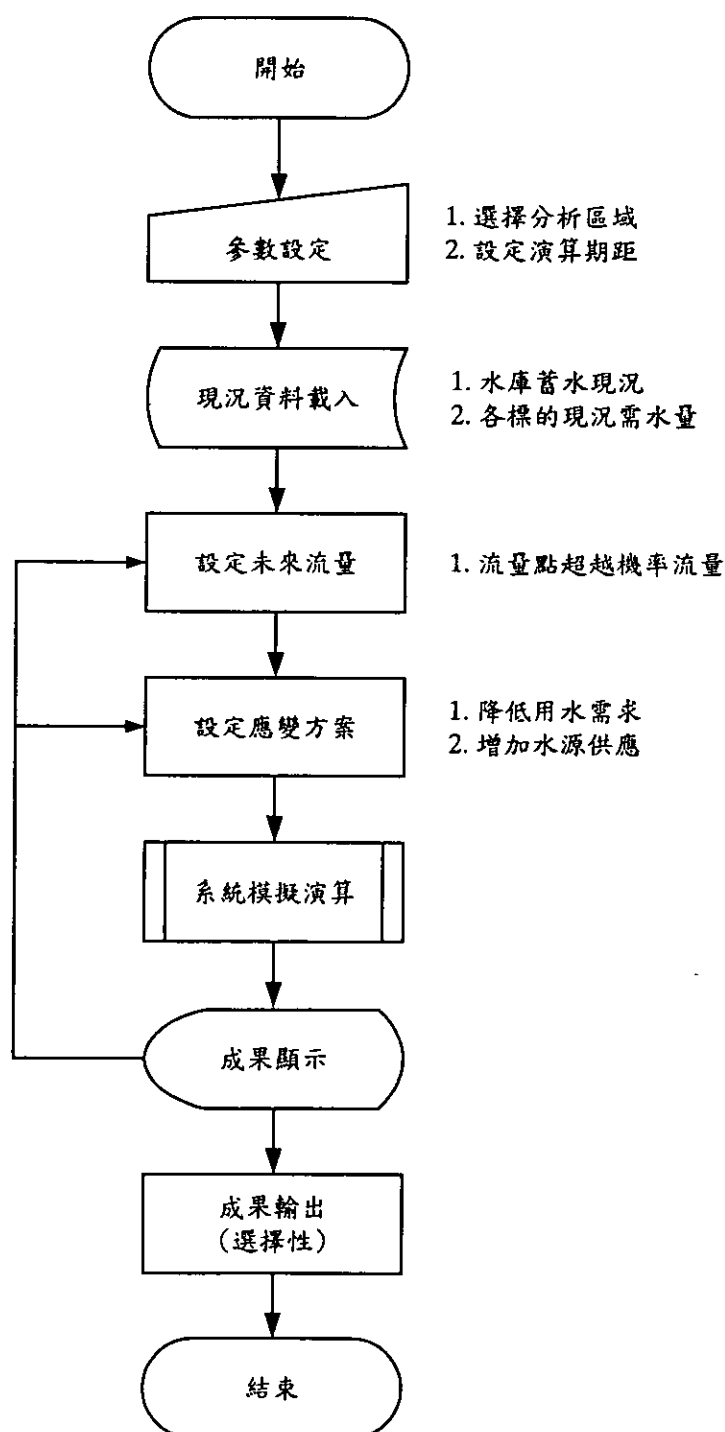 開始
參數設定
1. 選擇分析區域
2. 設定演算期距
現況資料載入
1. 水庫蓄水現況
2. 各標的現況需水量
設定未來流量
1. 流量點超越機率流量
設定應變方案
1. 降低用水需求
2. 增加水源供應
系統模擬演算
成果顯示
成果輸出
(選擇性)
結束